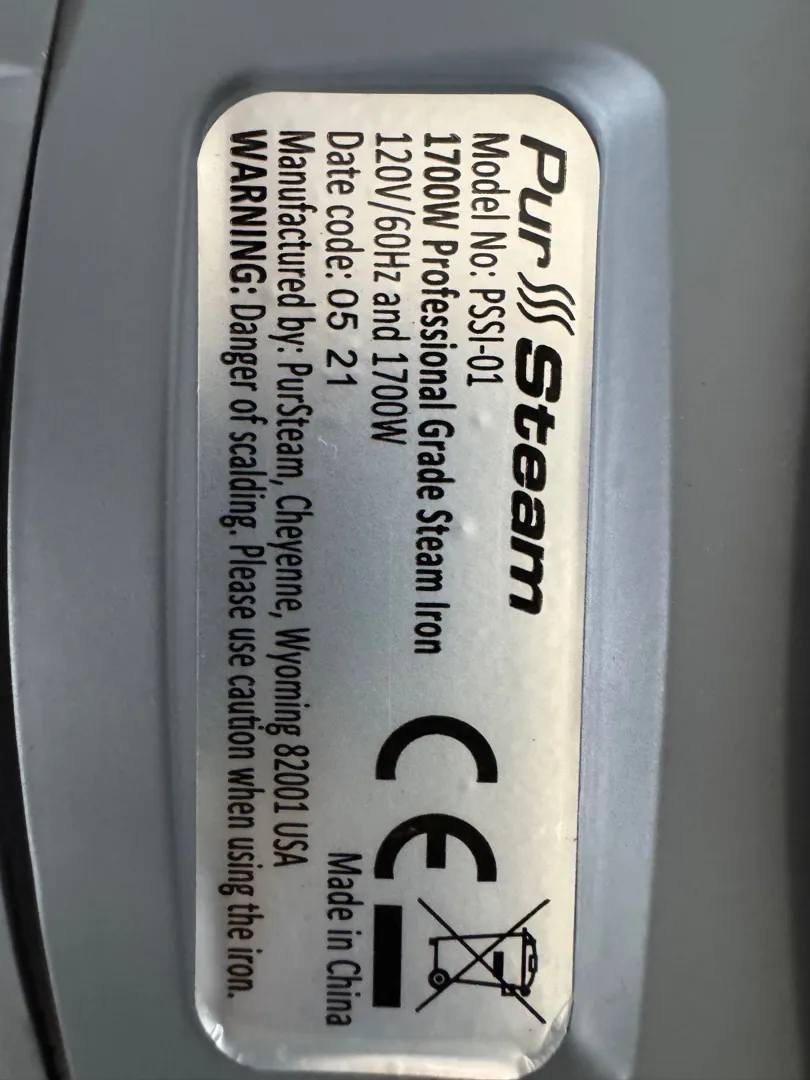 Pur Steam
Model No: PSSI-01
1700W Professional Grade Steam Iron
120V/60Hz and 1700W
Date code: 05 21
Made in China
Manufactured by: PurSteam, Cheyenne, Wyoming 82001 USA
WARNING: Danger of scalding. Please use caution when using the iron.
CE